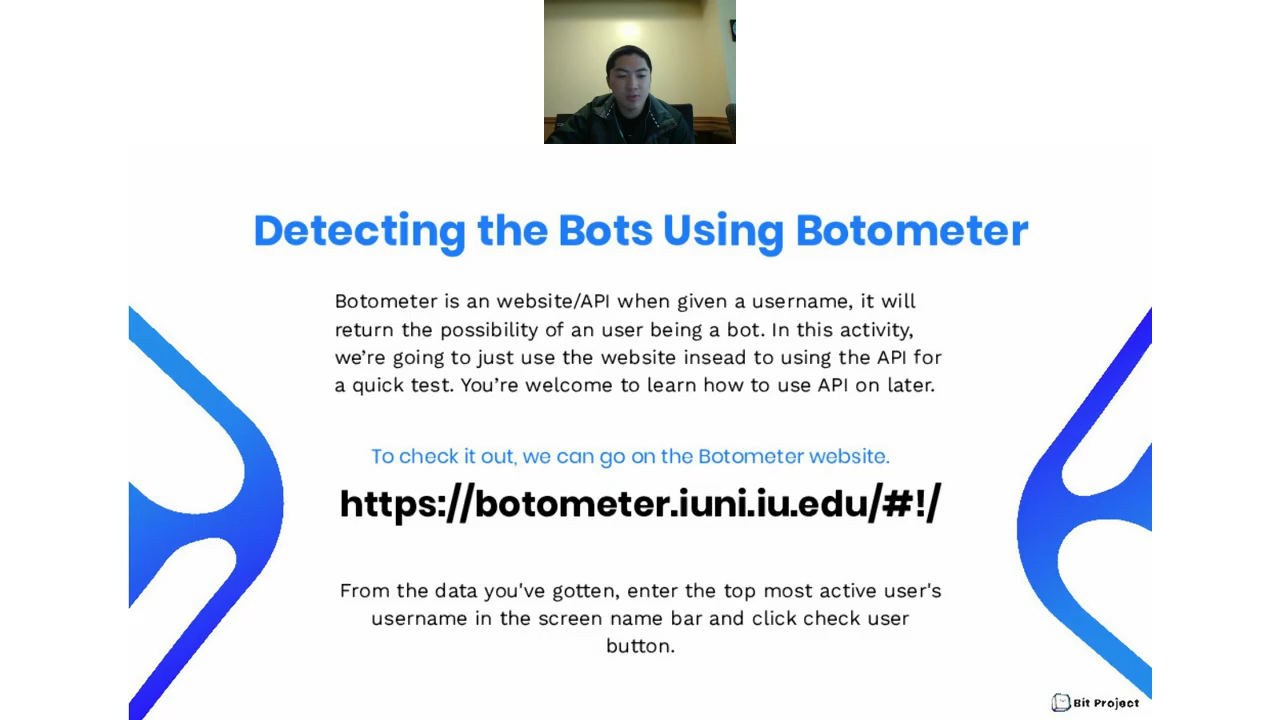 Detecting the Bots Using Botometer
Botometer is an website/API when given a username, it will
return the possibility of an user being a bot. In this activity,
we're going to just use the website insead to using the API for
a quick test. You're welcome to learn how to use API on later.
To check it out, we can go on the Botometer website.
https://botometer.iuni.iu.edu/#!/
From the data you've gotten, enter the top most active user's
username in the screen name bar and click check user
button.
Bit Project